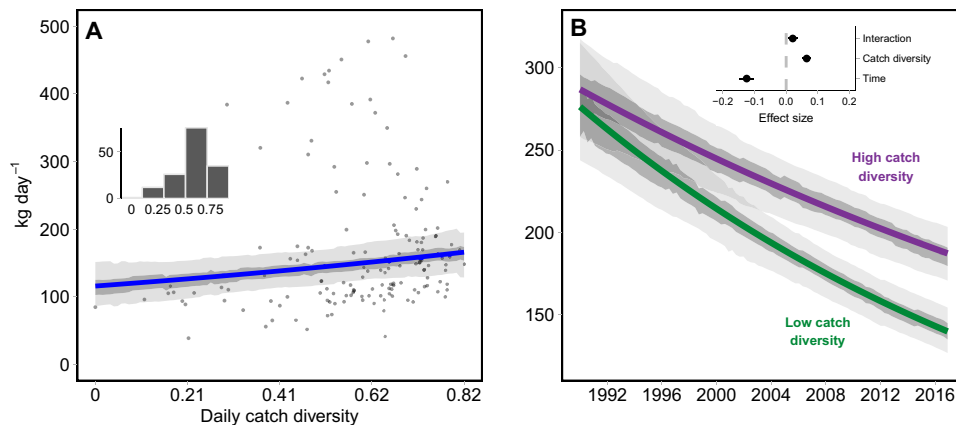 A
500
400
300
200
100
0
kg day⁻¹
50
0
0 0.25 0.5 0.75
0 0.21 0.41 0.62 0.82
Daily catch diversity
B
300
250
200
150
Interaction
Catch diversity
Time
−0.2 −0.1 0.0 0.1 0.2
Effect size
High catch
diversity
Low catch
diversity
1992 1996 2000 2004 2008 2012 2016